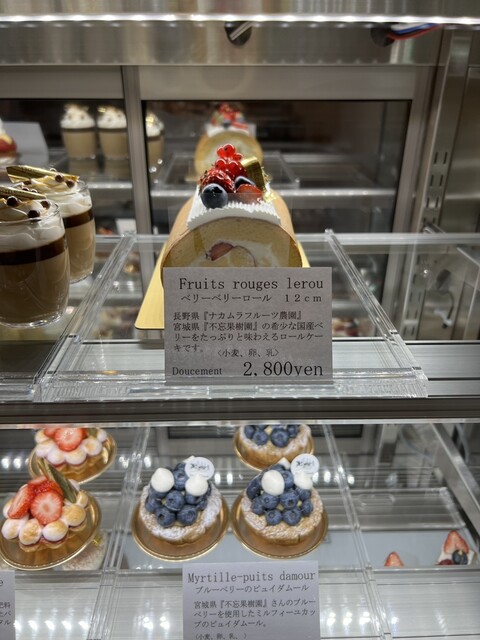 Fruits rouges lerou
ベリーベリーロール 12cm
長野県『ナカムラフルーツ農園』
宮城県『不忘果樹園』の希少な国産ベ
リーをたっぷりと味わえるロールケー
キです。 〈小麦、卵、乳〉
Doucement 2,800yen
Myrtille-puits damour
ブルーベリーのピュイダムール
宮城県『不忘果樹園』さんのブルー
ベリーを使用したミルフィーユカッ
プのピュイダムール。
〈小麦、卵、乳、〉